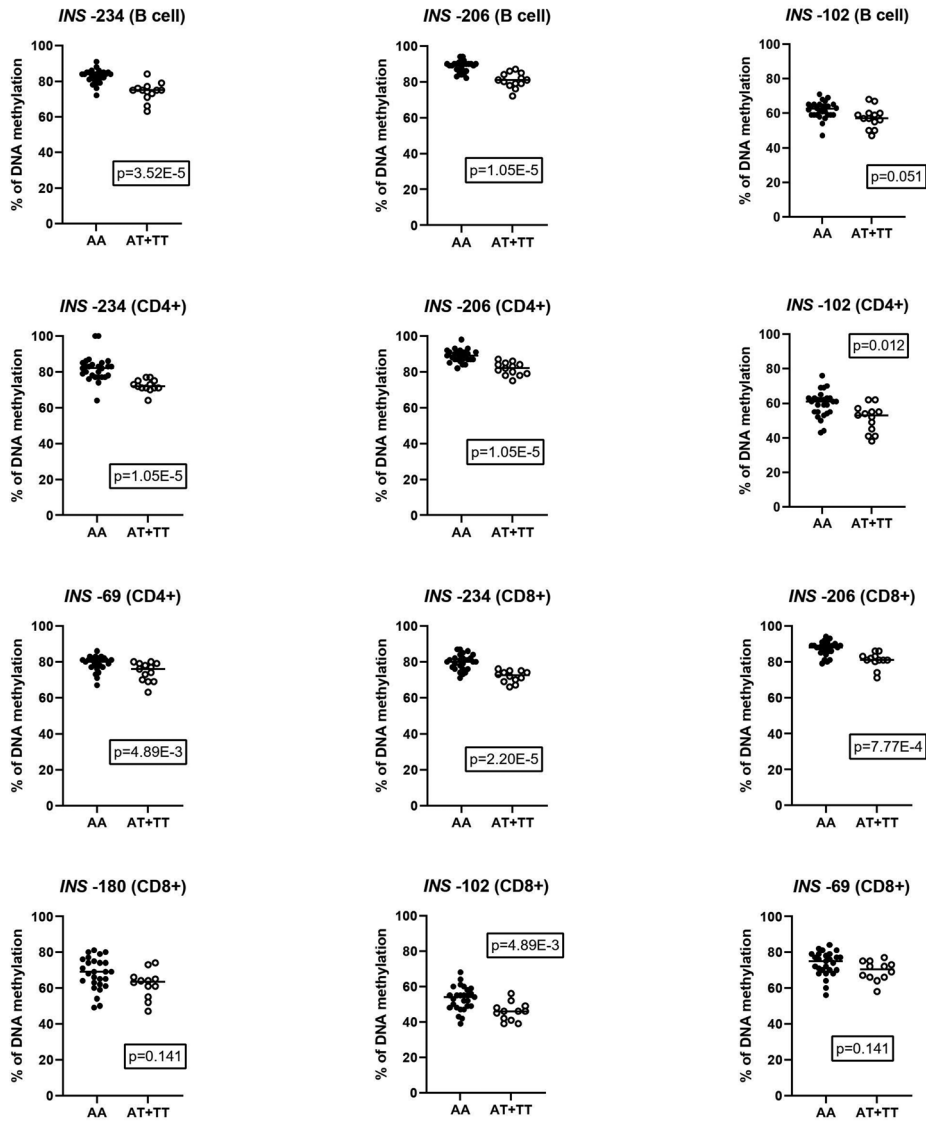 INS -234 (B cell)
% of DNA methylation
100
80
60
40
20
0
p=3.52E-5
AA
AT+TT
INS -206 (B cell)
% of DNA methylation
100
80
60
40
20
0
p=1.05E-5
AA
AT+TT
INS -102 (B cell)
% of DNA methylation
100
80
60
40
20
0
p=0.051
AA
AT+TT
INS -234 (CD4+)
% of DNA methylation
100
80
60
40
20
0
p=1.05E-5
AA
AT+TT
INS -206 (CD4+)
% of DNA methylation
100
80
60
40
20
0
p=1.05E-5
AA
AT+TT
INS -102 (CD4+)
% of DNA methylation
100
80
60
40
20
0
p=0.012
AA
AT+TT
INS -69 (CD4+)
% of DNA methylation
100
80
60
40
20
0
p=4.89E-3
AA
AT+TT
INS -234 (CD8+)
% of DNA methylation
100
80
60
40
20
0
p=2.20E-5
AA
AT+TT
INS -206 (CD8+)
% of DNA methylation
100
80
60
40
20
0
p=7.77E-4
AA
AT+TT
INS -180 (CD8+)
% of DNA methylation
100
80
60
40
20
0
p=0.141
AA
AT+TT
INS -102 (CD8+)
% of DNA methylation
100
80
60
40
20
0
p=4.89E-3
AA
AT+TT
INS -69 (CD8+)
% of DNA methylation
100
80
60
40
20
0
p=0.141
AA
AT+TT